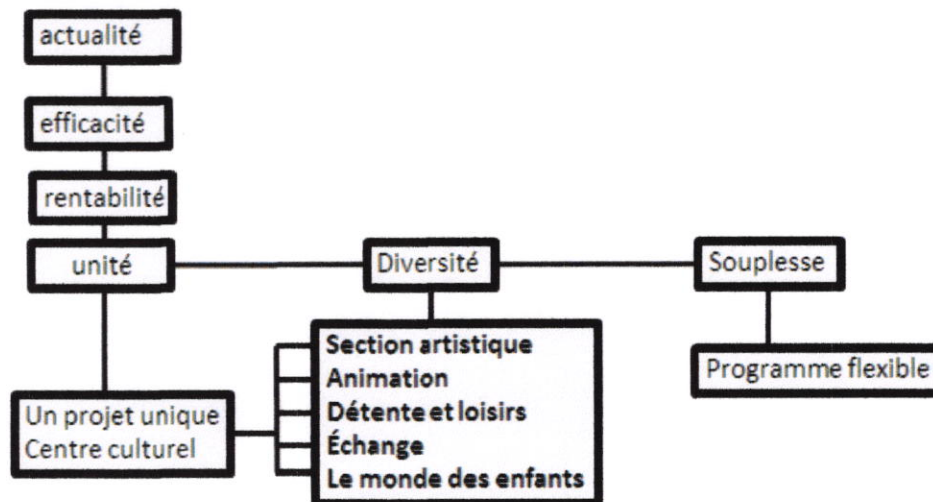 actualité
efficacité
rentabilité
unité
Diversité
Souplesse
Section artistique
Animation
Détente et loisirs
Échange
Le monde des enfants
Programme flexible
Un projet unique
Centre culturel